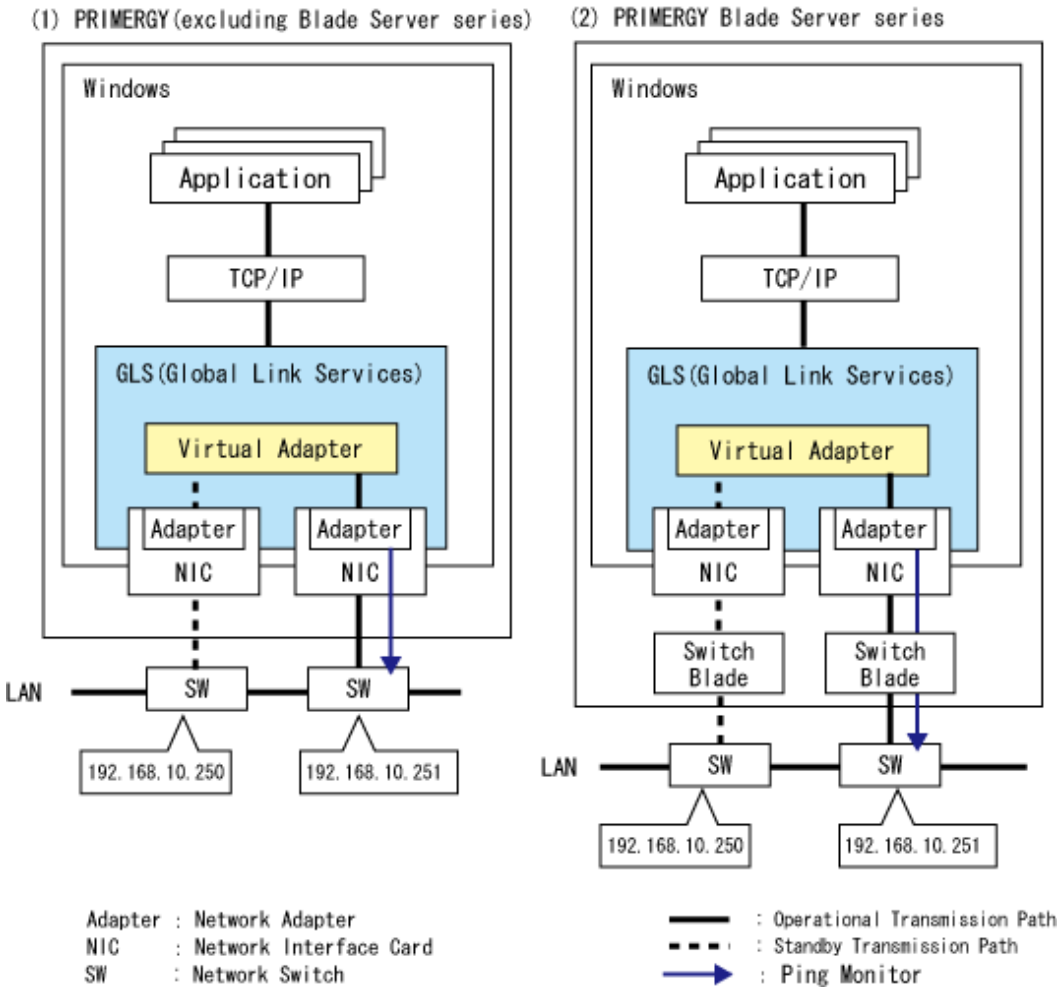 (1) PRIMERGY(excluding Blade Server series)
Windows
Application
TCP/IP
GLS(Global Link Services)
Virtual Adapter
Adapter Adapter
NIC NIC
LAN SW SW
192.168.10.250 192.168.10.251
(2) PRIMERGY Blade Server series
Windows
Application
TCP/IP
GLS(Global Link Services)
Virtual Adapter
Adapter Adapter
NIC NIC
Switch Switch
Blade Blade
LAN SW SW
192.168.10.250 192.168.10.251
Adapter : Network Adapter
NIC : Network Interface Card
SW : Network Switch
: Operational Transmission Path
: Standby Transmission Path
: Ping Monitor